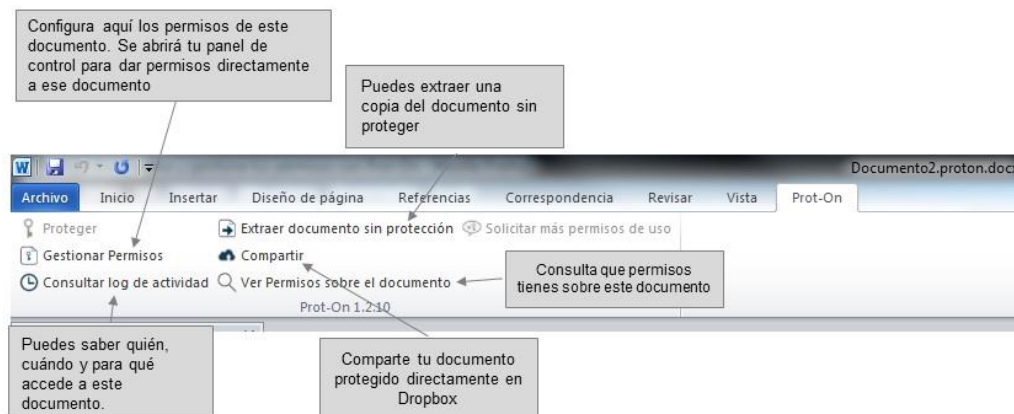 Configura aquí los permisos de este
documento. Se abrirá tu panel de
control para dar permisos directamente
a ese documento
Puedes extraer una
copia del documento sin
proteger
Documento2.proton.docx
Archivo Inicio Insertar Diseño de página Referencias Correspondencia Revisar Vista Prot-On
Proteger Extraer documento sin protección Solicitar más permisos de uso
Gestionar Permisos Compartir
Consultar log de actividad Ver Permisos sobre el documento
Prot-On 1.2.10
Consulta que permisos
tienes sobre este documento
Puedes saber quién,
cuándo y para qué
accede a este
documento.
Comparte tu documento
protegido directamente en
Dropbox